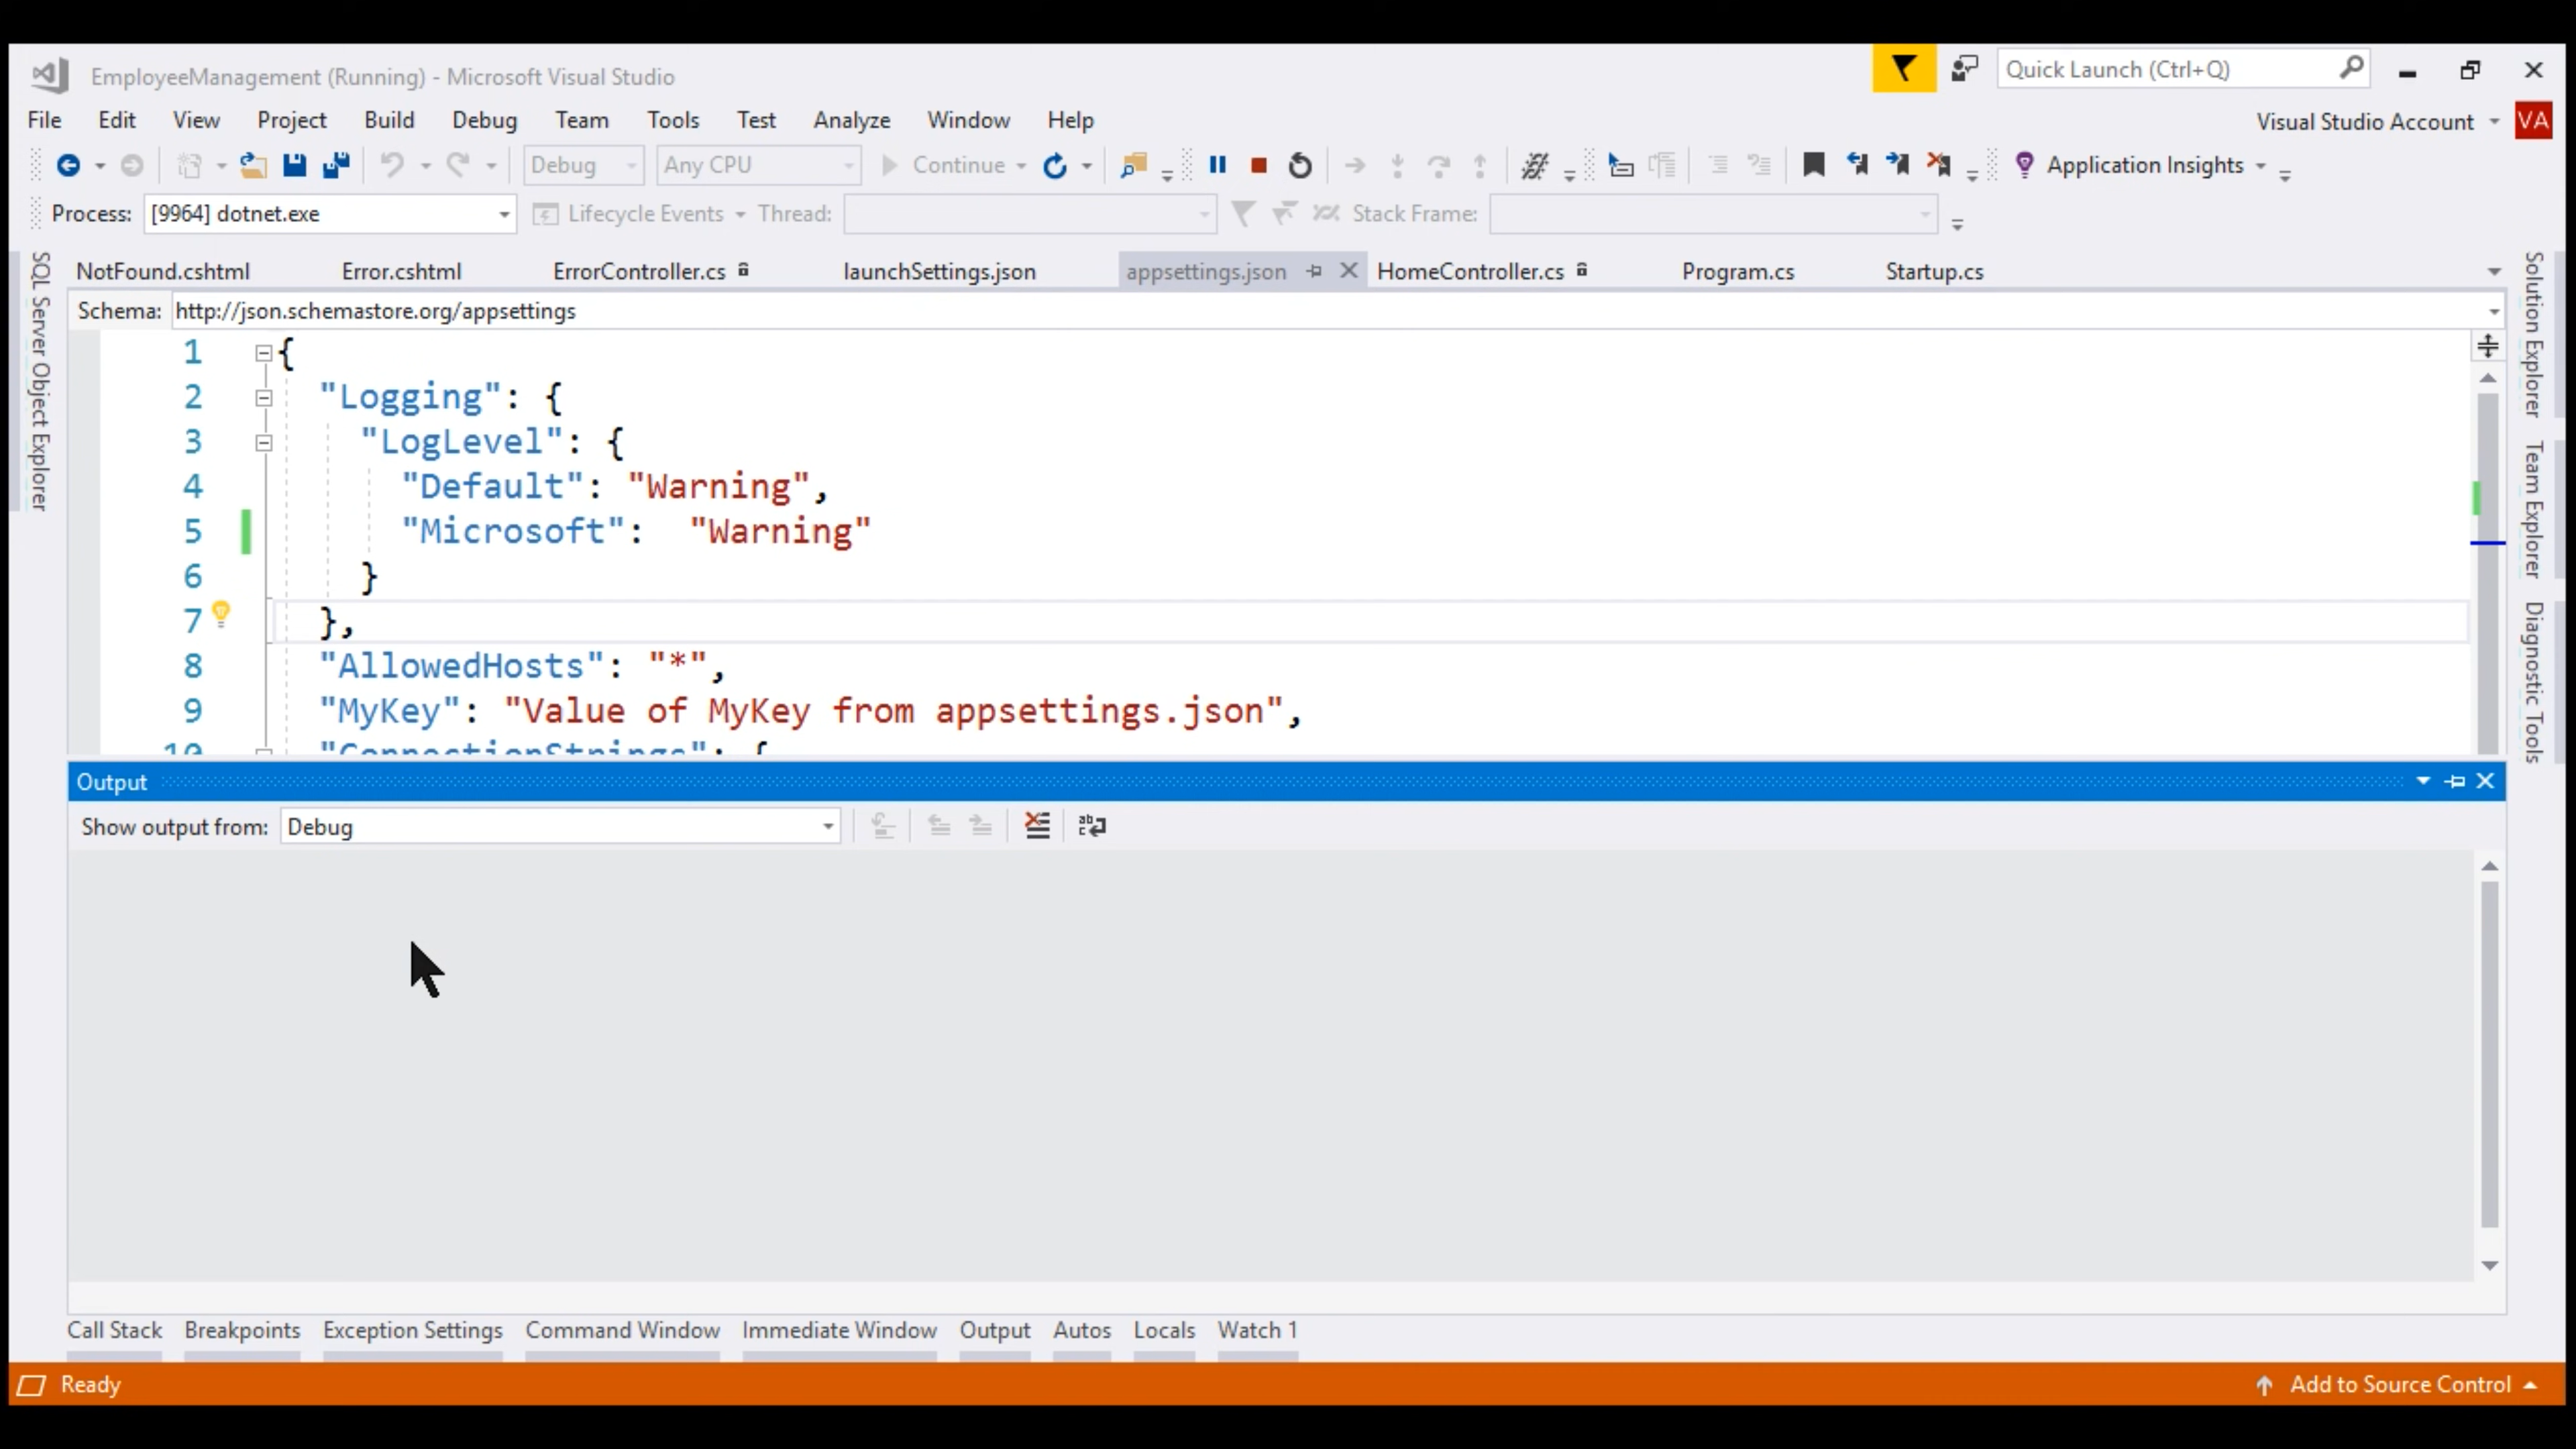 EmployeeManagement (Running) - Microsoft Visual Studio
Quick Launch (Ctrl+Q)
File Edit View Project Build Debug Team Tools Test Analyze Window Help
Visual Studio Account VA
Debug Any CPU Continue Application Insights
Process: [9964] dotnet.exe Lifecycle Events Thread: Stack Frame:
NotFound.cshtml Error.cshtml ErrorController.cs launchSettings.json appsettings.json HomeController.cs Program.cs Startup.cs
Schema: http://json.schemastore.org/appsettings
1 {
2 "Logging": {
3 "LogLevel": {
4 "Default": "Warning",
5 "Microsoft": "Warning"
6 }
7 },
8 "AllowedHosts": "*",
9 "MyKey": "Value of MyKey from appsettings.json",
10 "ConnectionStrings": {
SQL Server Object Explorer
Solution Explorer
Team Explorer
Diagnostic Tools
Output
Show output from: Debug
Call Stack Breakpoints Exception Settings Command Window Immediate Window Output Autos Locals Watch 1
Ready
Add to Source Control